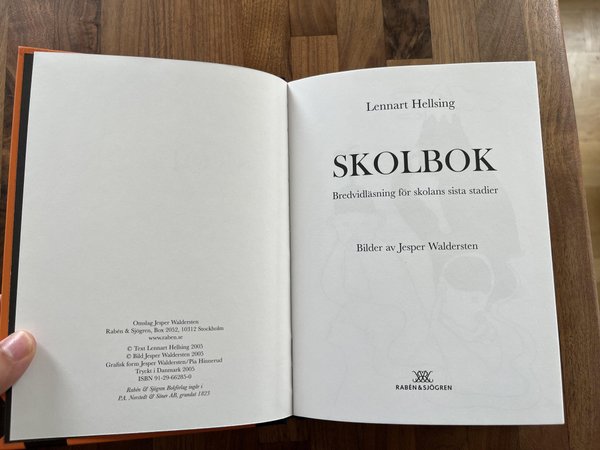 Omslag Jesper Waldersten
Rabén & Sjögren, Box 2052, 10312 Stockholm
www.raben.se
© Text Lennart Hellsing 2005
© Bild Jesper Waldersten 2005
Grafisk form Jesper Waldersten/Pia Hinnerud
Tryckt i Danmark 2005
ISBN 91-29-66285-0
Rabén & Sjögren Bokförlag ingår i
P.A. Norstedt & Söner AB, grundat 1823
Lennart Hellsing
SKOLBOK
Bredvidläsning för skolans sista stadier
Bilder av Jesper Waldersten
RABÉN & SJÖGREN